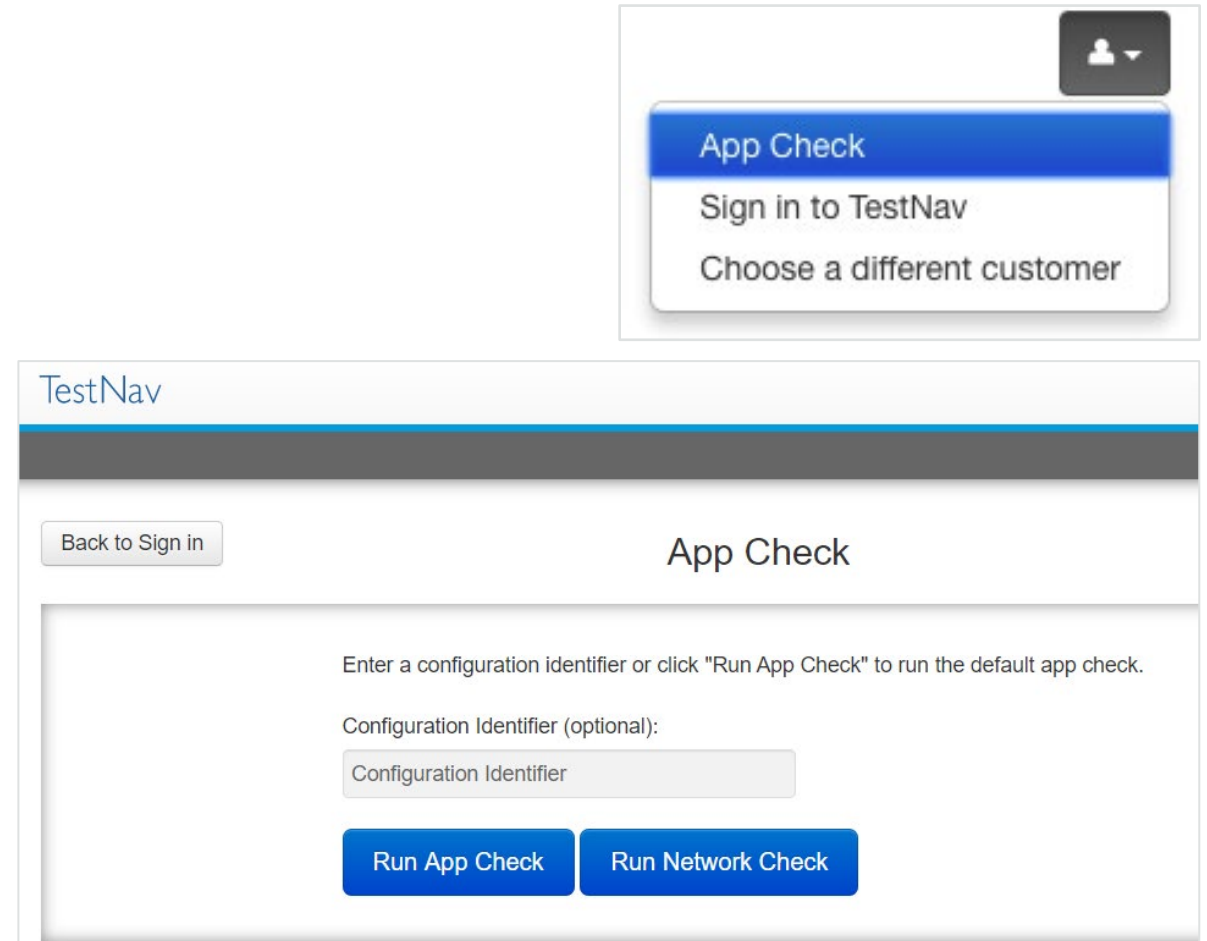 App Check
Sign in to TestNav
Choose a different customer
TestNav
Back to Sign in
App Check
Enter a configuration identifier or click "Run App Check" to run the default app check.
Configuration Identifier (optional):
Configuration Identifier
Run App Check
Run Network Check